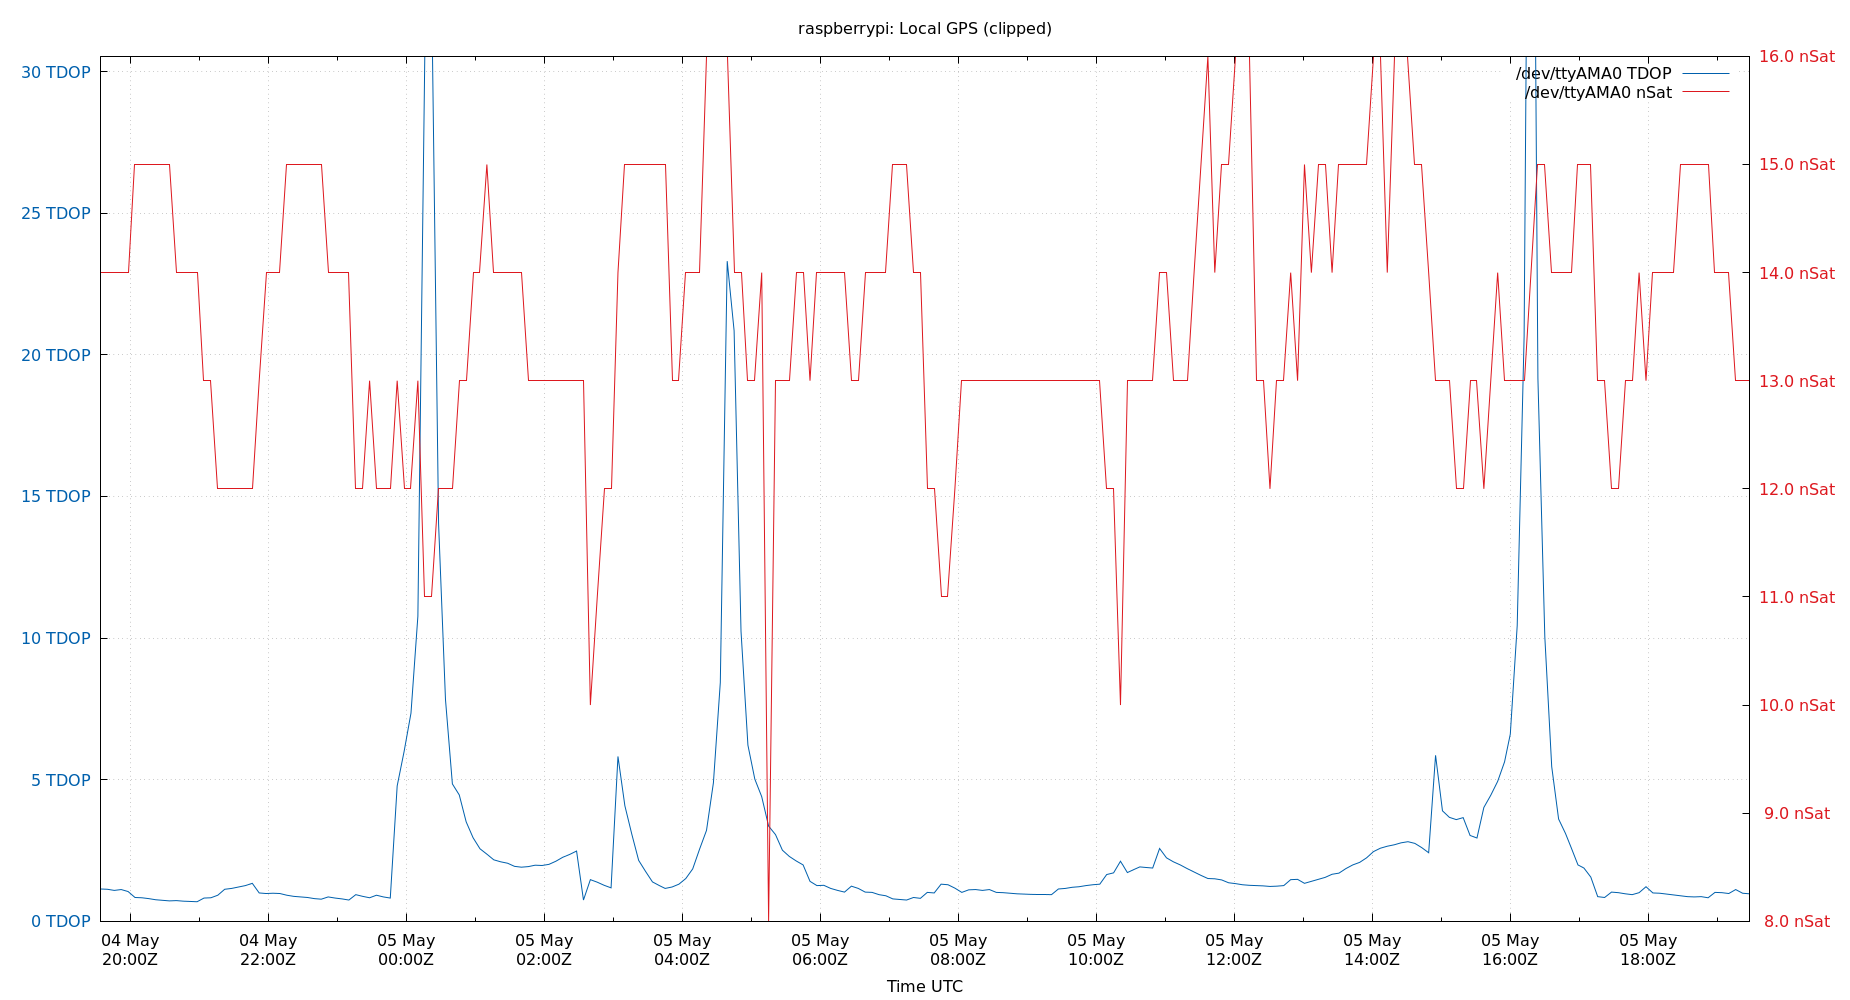 raspberrypi: Local GPS (clipped)
30 TDOP
25 TDOP
20 TDOP
15 TDOP
10 TDOP
5 TDOP
0 TDOP
/dev/ttyAMA0 TDOP
/dev/ttyAMA0 nSat
16.0 nSat
15.0 nSat
14.0 nSat
13.0 nSat
12.0 nSat
11.0 nSat
10.0 nSat
9.0 nSat
8.0 nSat
04 May 04 May 05 May 05 May 05 May 05 May 05 May 05 May 05 May 05 May 05 May 05 May
20:00Z 22:00Z 00:00Z 02:00Z 04:00Z 06:00Z 08:00Z 10:00Z 12:00Z 14:00Z 16:00Z 18:00Z
Time UTC